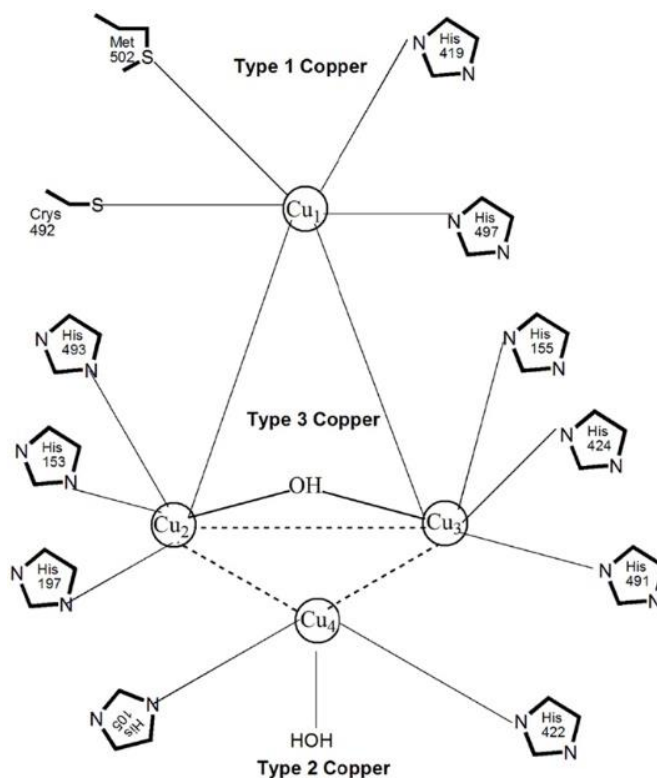 Met
502
S
Type 1 Copper
N
His
419
N
Crys
492
S
Cu1
N
His
497
N
N
His
493
N
N
His
155
N
Type 3 Copper
N
His
153
N
N
His
424
N
OH
Cu2
Cu3
N
His
197
N
N
His
491
N
Cu4
N
His
105
N
HOH
N
His
422
N
Type 2 Copper